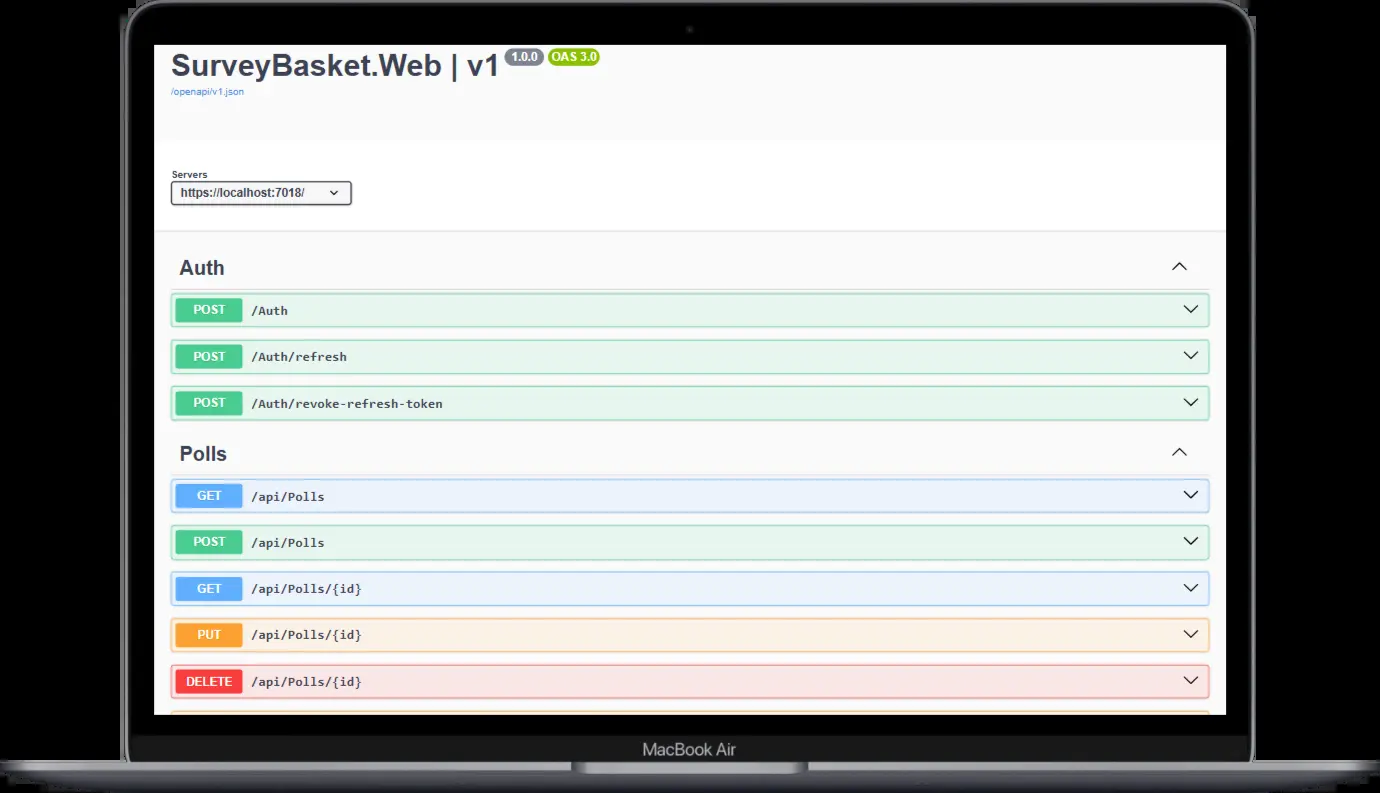 SurveyBasket.Web | v1 1.0.0 OAS 3.0
/openapi/v1.json
Servers
https://localhost:7018/
Auth
POST /Auth
POST /Auth/refresh
POST /Auth/revoke-refresh-token
Polls
GET /api/Polls
POST /api/Polls
GET /api/Polls/{id}
PUT /api/Polls/{id}
DELETE /api/Polls/{id}
MacBook Air